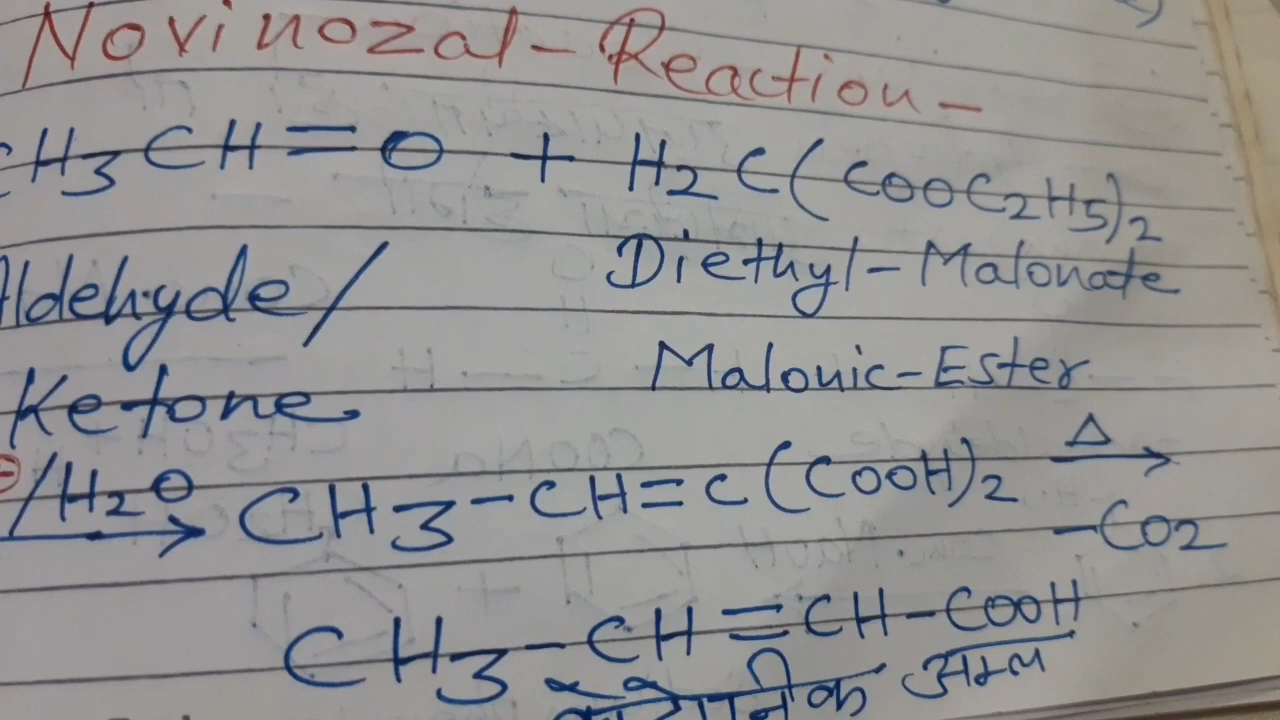 Novinozal-Reaction-
CH3CH=O + H2C(COOC2H5)2
Aldehyde/ Diethyl-Malonate
Ketone Malonic-Ester
/H2O CH3-CH=C(COOH)2 Δ
-CO2
CH3-CH=CH-COOH
अम्ल